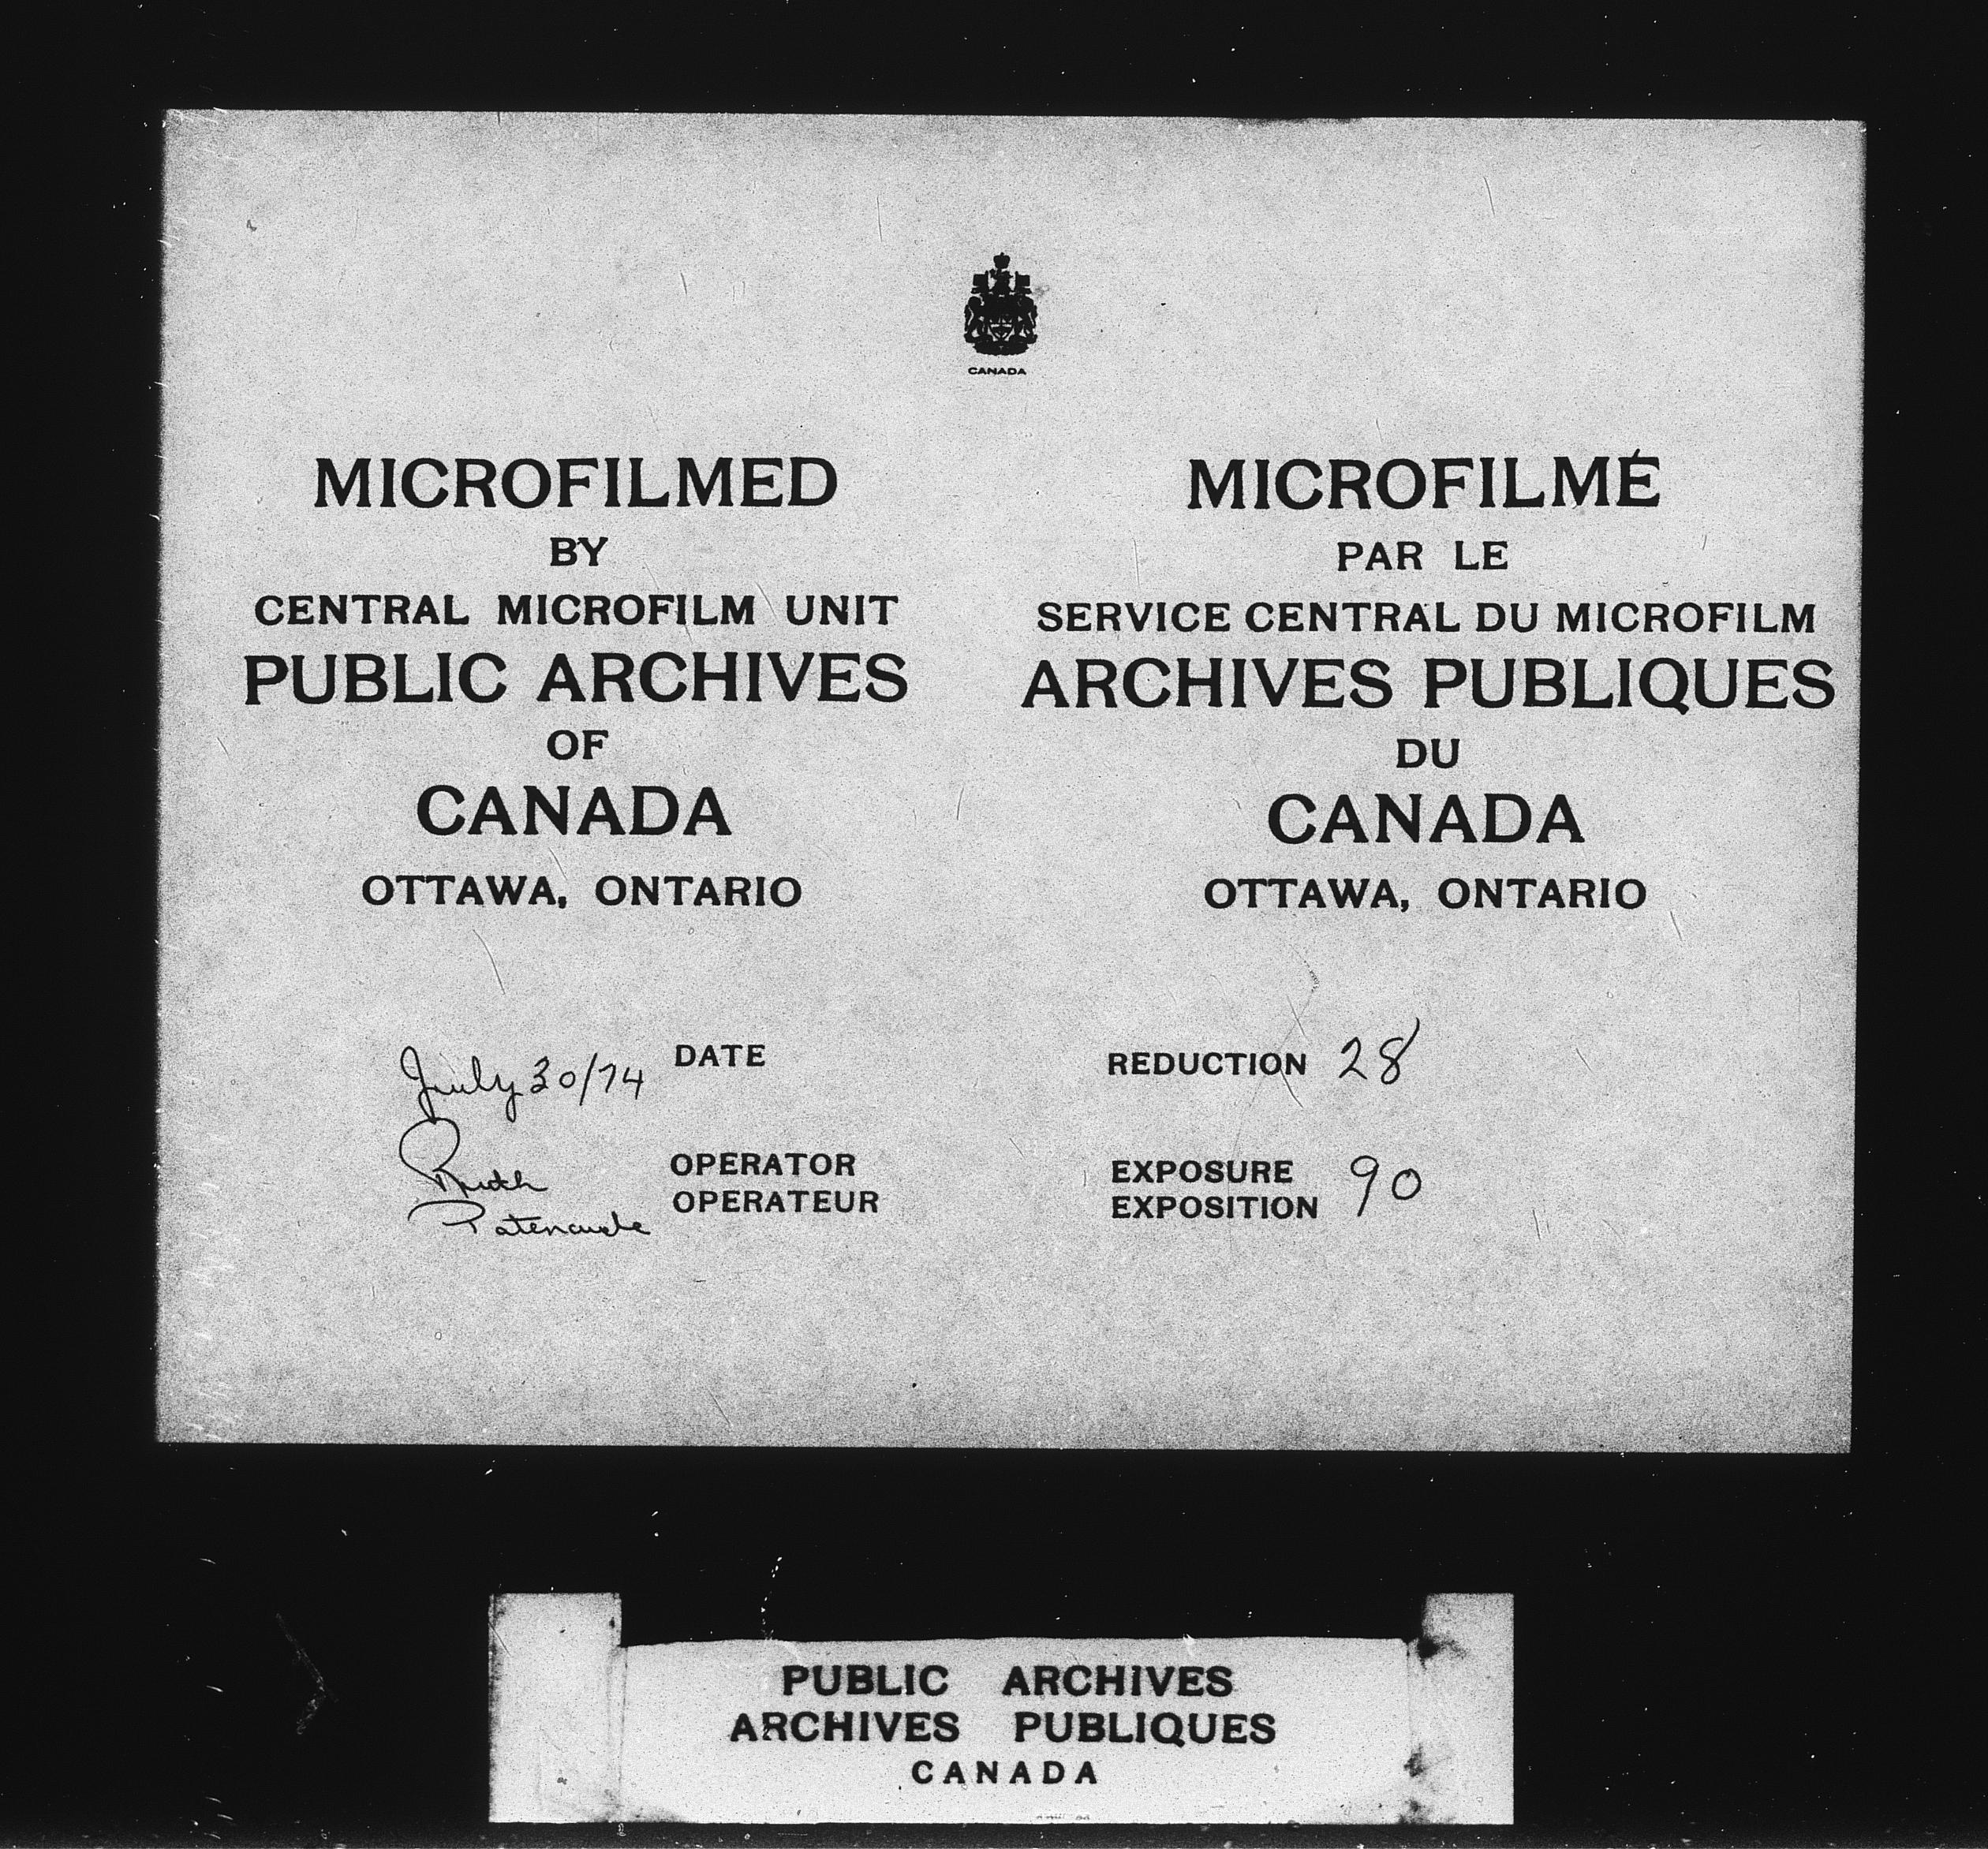 CANADA
MICROFILMED
BY
CENTRAL MICROFILM UNIT
PUBLIC ARCHIVES
OF
CANADA
OTTAWA, ONTARIO
MICROFILMÉ
PAR LE
SERVICE CENTRAL DU MICROFILM
ARCHIVES PUBLIQUES
DU
CANADA
OTTAWA, ONTARIO
July 30/74 DATE
Ruth
Patenaude
OPERATOR
OPERATEUR
REDUCTION 28
EXPOSURE
EXPOSITION
90
PUBLIC ARCHIVES
ARCHIVES PUBLIQUES
CANADA